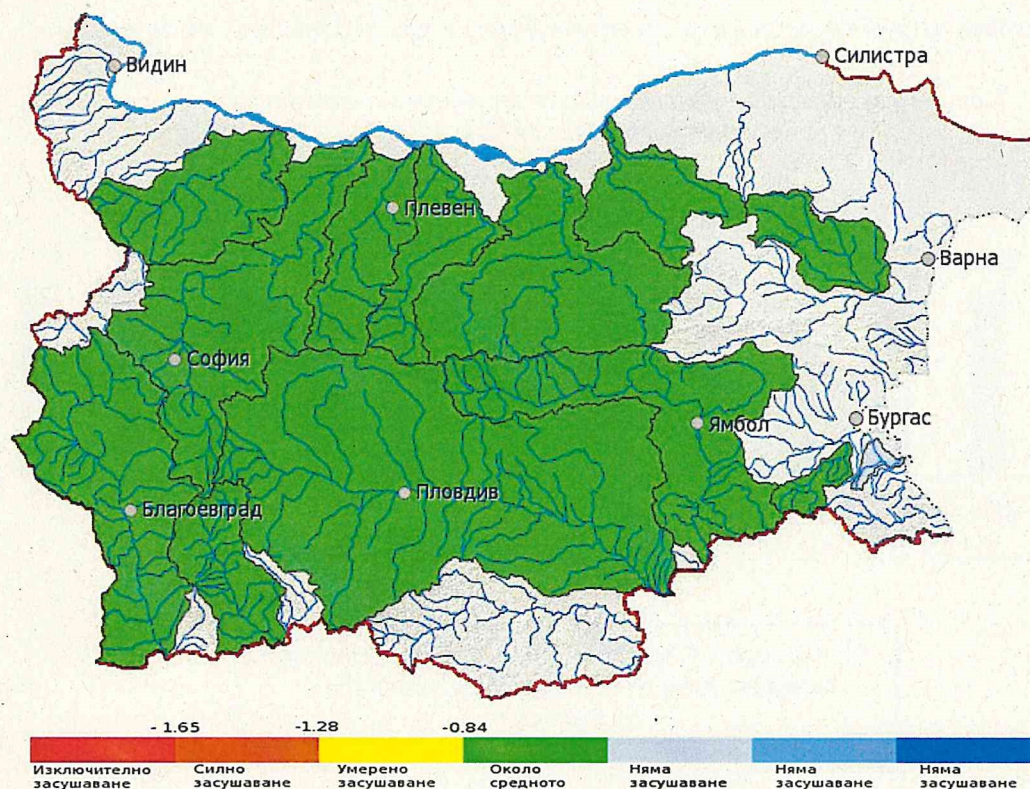 Видин
Силистра
Плевен
Варна
София
Ямбол
Бургас
Пловдив
Благоевград
- 1.65 -1.28 -0.84
Изключително засушаване
Силно засушаване
Умерено засушаване
Около средното
Няма засушаване
Няма засушаване
Няма засушаване